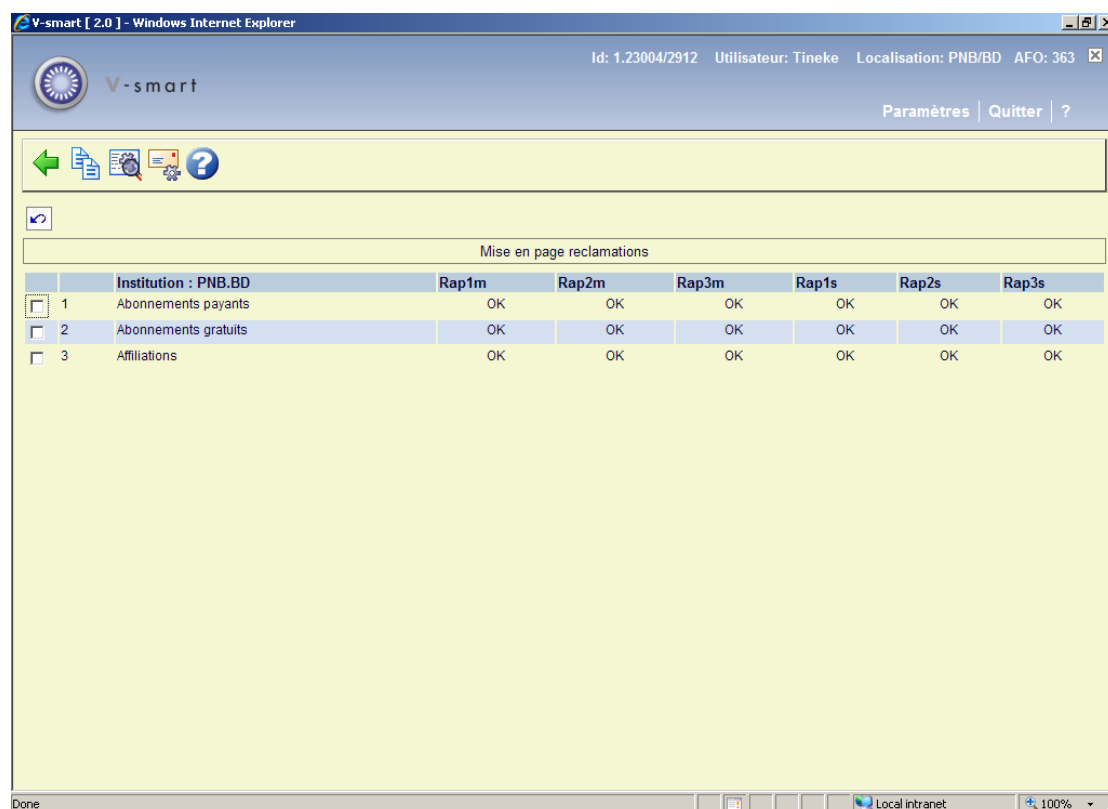 V-smart [ 2.0 ] - Windows Internet Explorer
Id: 1.23004/2912 Utilisateur: Tineke Localisation: PNB/BD AFO: 363
V-smart
Paramètres | Quitter | ?
Mise en page reclamations
Institution : PNB.BD Rap1m Rap2m Rap3m Rap1s Rap2s Rap3s
1 Abonnements payants OK OK OK OK OK OK
2 Abonnements gratuits OK OK OK OK OK OK
3 Affiliations OK OK OK OK OK OK
Done Local intranet 100%